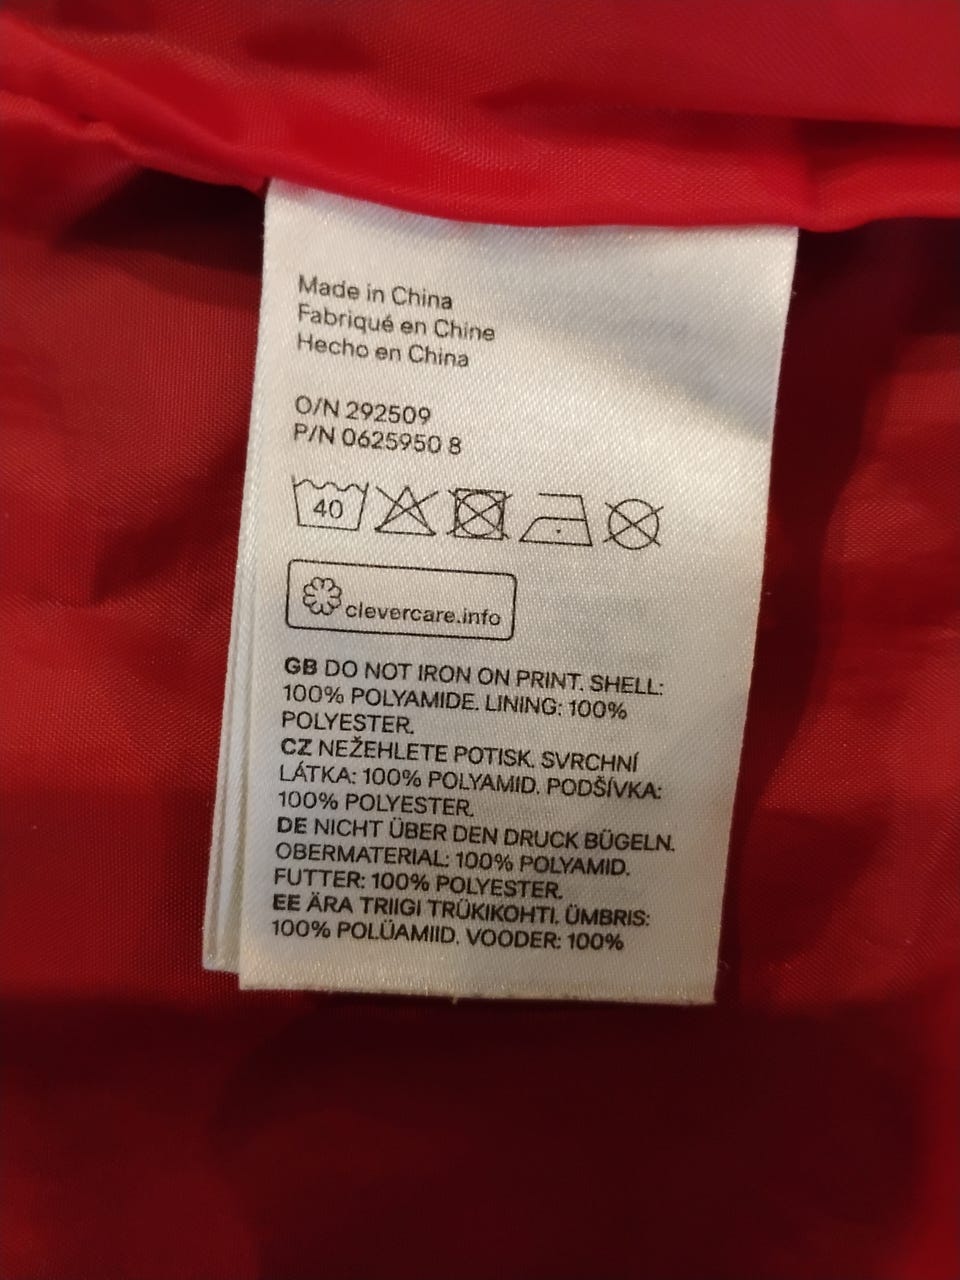 Made in China
Fabriqué en Chine
Hecho en China
O/N 292509
P/N 0625950 8
40
clevercare.info
GB DO NOT IRON ON PRINT. SHELL:
100% POLYAMIDE. LINING: 100%
POLYESTER.
CZ NEŽEHLETE POTISK. SVRCHNÍ
LÁTKA: 100% POLYAMID. PODŠÍVKA:
100% POLYESTER.
DE NICHT ÜBER DEN DRUCK BÜGELN.
OBERMATERIAL: 100% POLYAMID.
FUTTER: 100% POLYESTER.
EE ÄRA TRIIGI TRÜKIKOHTI. ÜMBRIS:
100% POLÜAMIID. VOODER: 100%